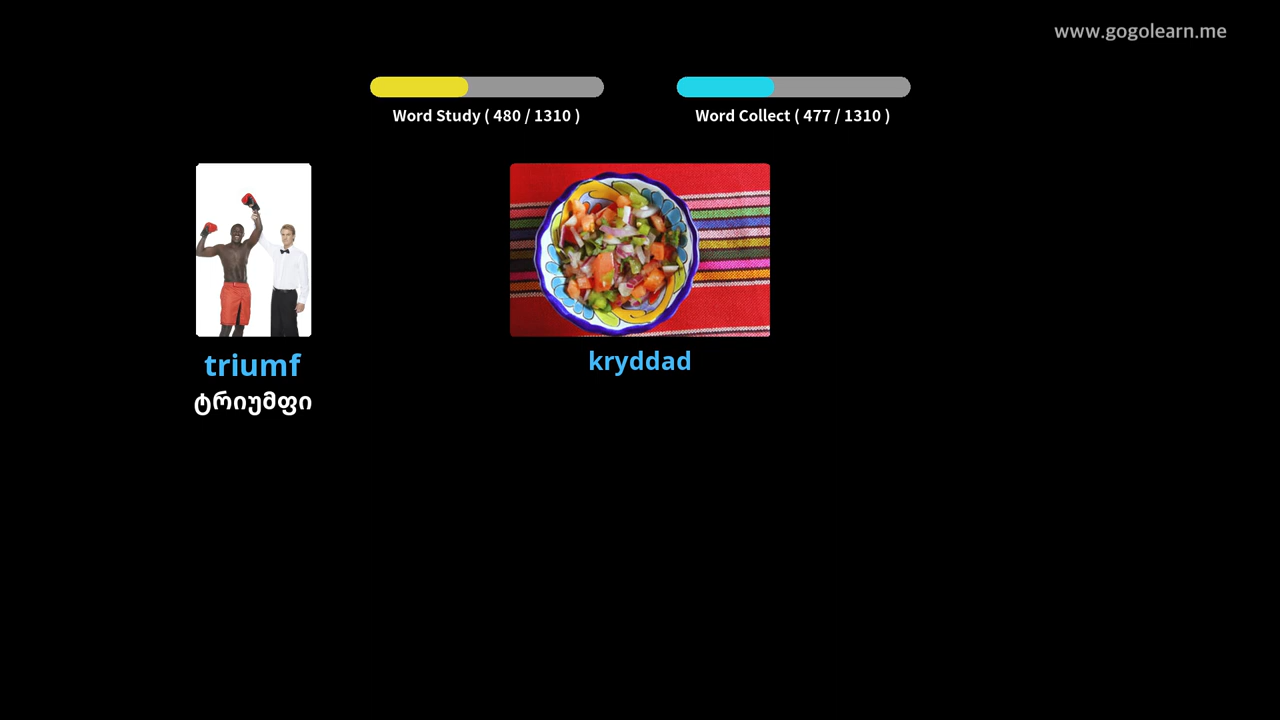 www.gogolearn.me
Word Study ( 480 / 1310 )
Word Collect ( 477 / 1310 )
triumf
ტრიუმფი
kryddad